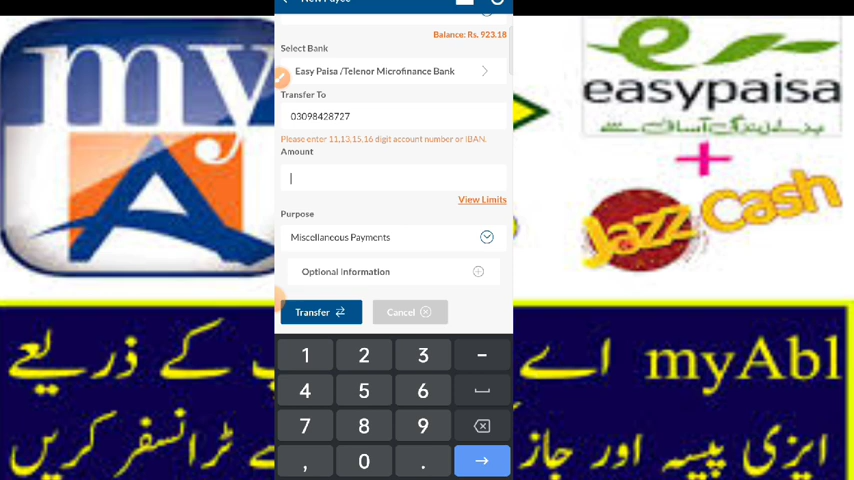 my
New Payee
Balance: Rs. 923.18
Select Bank
Easy Paisa /Telenor Microfinance Bank
Transfer To
03098428727
Please enter 11,13,15,16 digit account number or IBAN.
Amount
View Limits
Purpose
Miscellaneous Payments
Optional Information
Transfer
Cancel
1 2 3 -
4 5 6
7 8 9
, 0 .
easypaisa
+
Jazz Cash
myAbl اے
پ کے ذریعے
ایزی پیسہ اور جاز
سے ٹرانسفر کریں